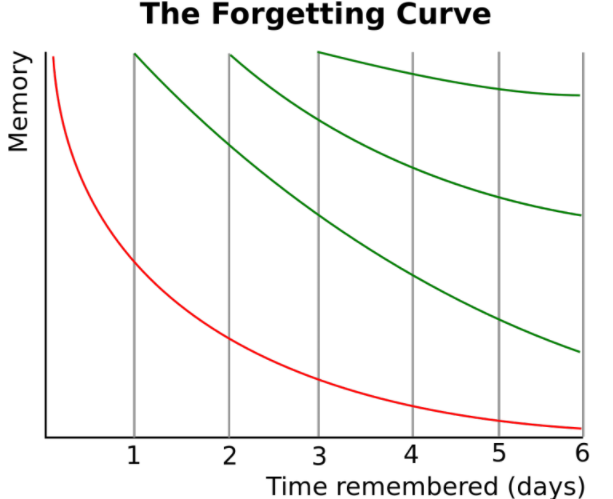 The Forgetting Curve
Memory
1 2 3 4 5 6
Time remembered (days)